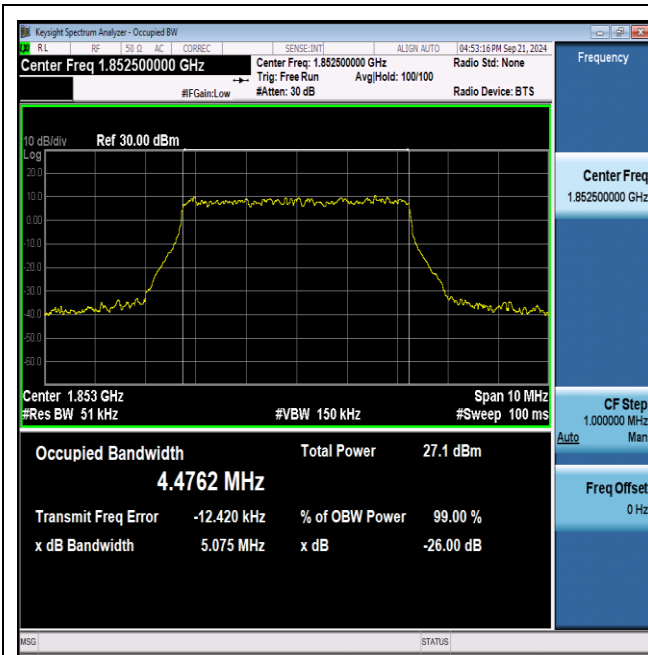 Keysight Spectrum Analyzer - Occupied BW
RL RF 50 Ω AC CORREC SENSE:INT ALIGN AUTO 04:53:16 PM Sep 21, 2024
Center Freq 1.852500000 GHz Center Freq: 1.852500000 GHz Radio Std: None
Trig: Free Run Avg|Hold: 100/100
#IFGain:Low #Atten: 30 dB Radio Device: BTS
10 dB/div Ref 30.00 dBm
Log
20.0
10.0
0.00
-10.0
-20.0
-30.0
-40.0
-50.0
-60.0
Center 1.853 GHz Span 10 MHz
#Res BW 51 kHz #VBW 150 kHz #Sweep 100 ms
Occupied Bandwidth Total Power 27.1 dBm
4.4762 MHz
Transmit Freq Error -12.420 kHz % of OBW Power 99.00 %
x dB Bandwidth 5.075 MHz x dB -26.00 dB
MSG STATUS
Frequency
Center Freq
1.852500000 GHz
CF Step
1.000000 MHz
Auto Man
Freq Offset
0 Hz